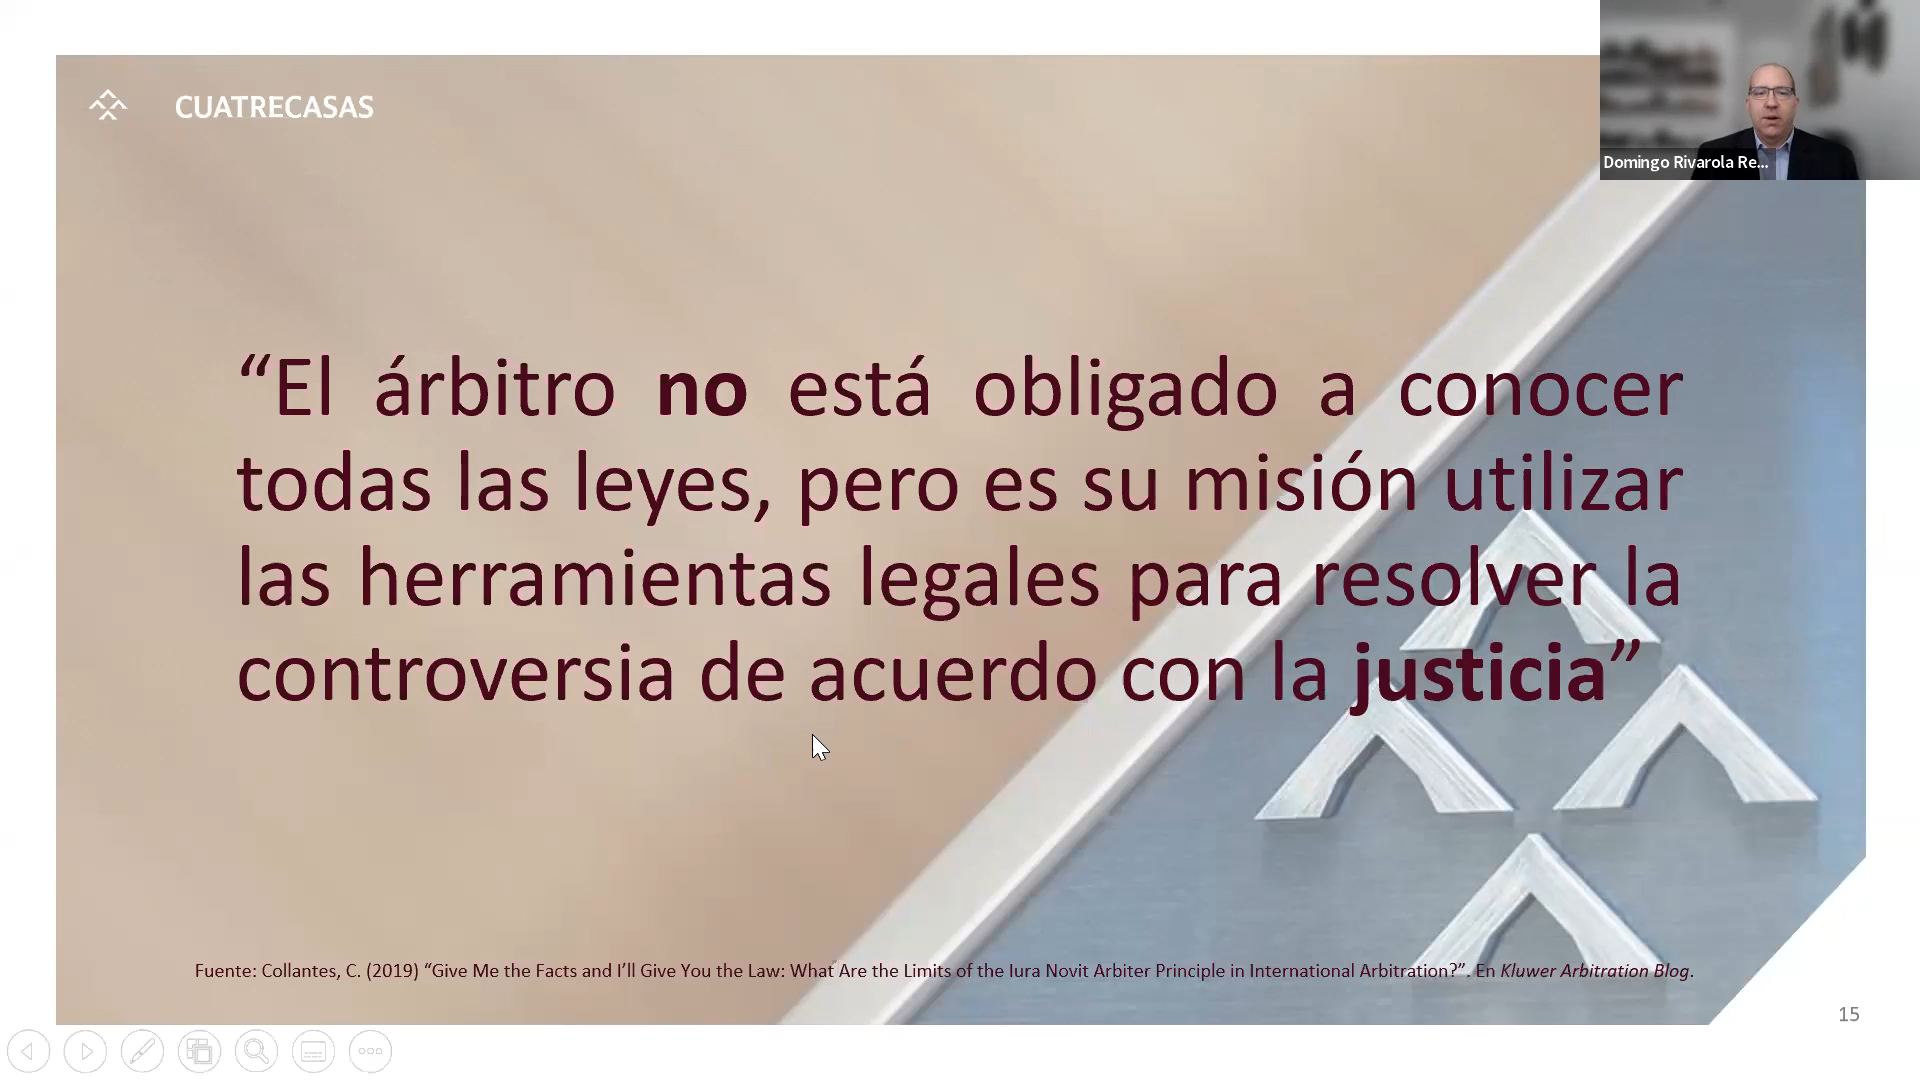 CUATRECASAS
Domingo Rivarola Re...
“El árbitro no está obligado a conocer
todas las leyes, pero es su misión utilizar
las herramientas legales para resolver la
controversia de acuerdo con la justicia”
Fuente: Collantes, C. (2019) “Give Me the Facts and I’ll Give You the Law: What Are the Limits of the Iura Novit Arbiter Principle in International Arbitration?”. En Kluwer Arbitration Blog.
15